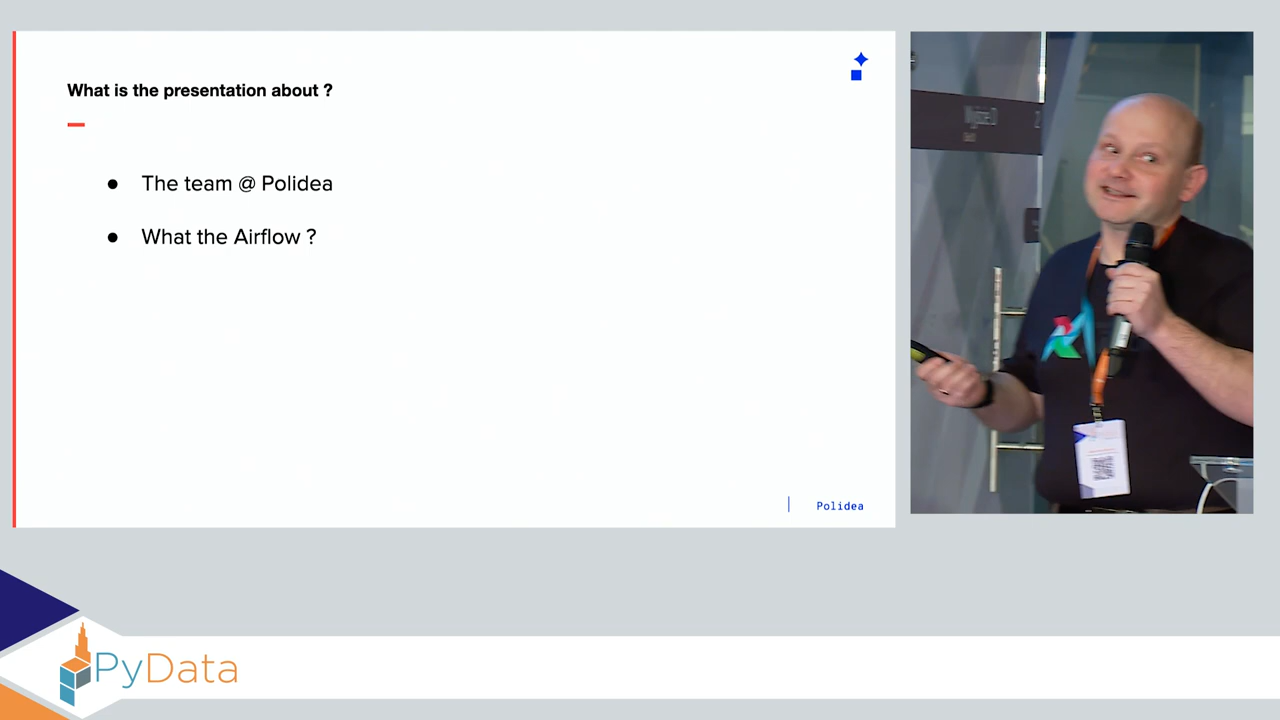 What is the presentation about ?
● The team @ Polidea
● What the Airflow ?
Polidea
PyData